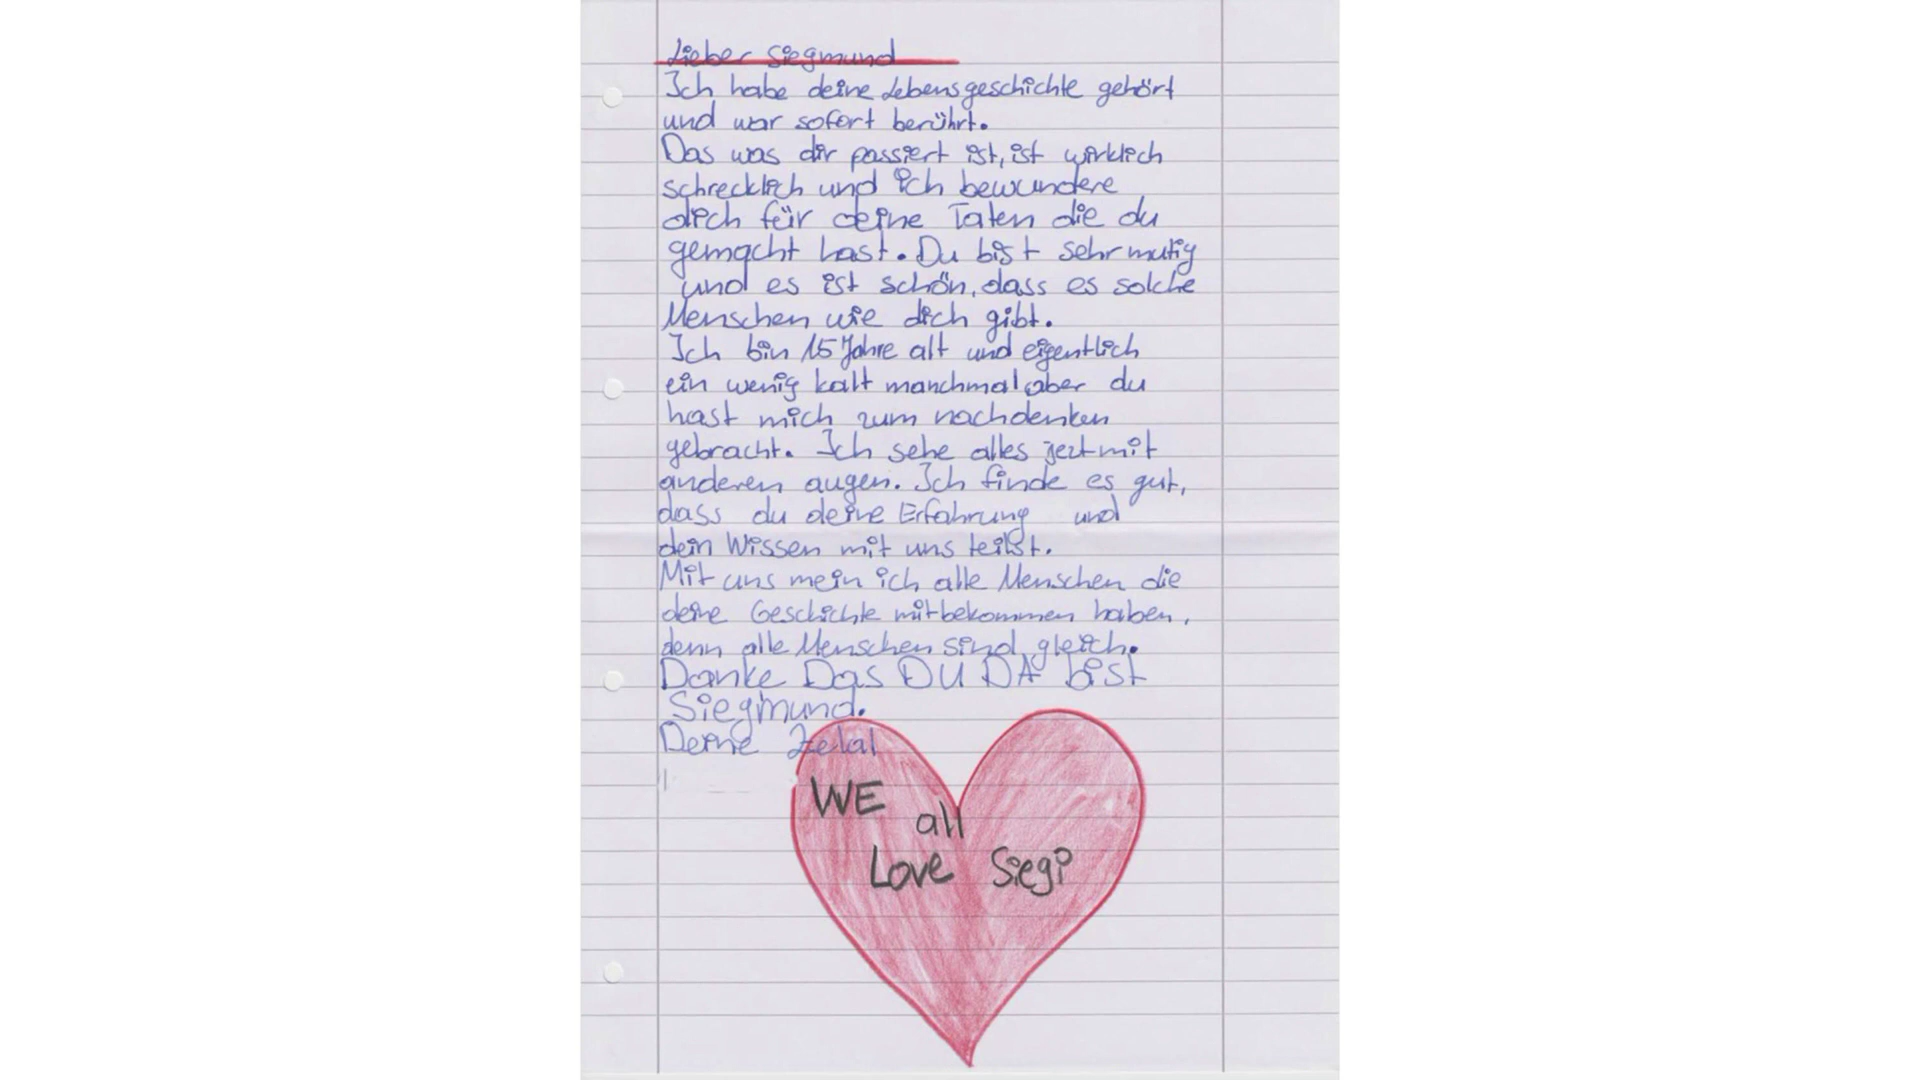 Lieber Siegmund
Ich habe deine Lebensgeschichte gehört
und war sofort berührt.
Das was dir passiert ist, ist wirklich
schrecklich und ich bewundere
dich für deine Taten die du
gemacht hast. Du bist sehr mutig
und es ist schön, dass es solche
Menschen wie dich gibt.
Ich bin 15 Jahre alt und eigentlich
ein wenig kalt manchmal aber du
hast mich zum nachdenken
gebracht. Ich sehe alles jezt mit
anderen augen. Ich finde es gut,
dass du deine Erfahrung und
dein Wissen mit uns teilst.
Mit uns mein ich alle Menschen die
deine Geschichte mitbekommen haben,
denn alle Menschen sind gleich.
Danke Das DU DA bist
Siegmund.
Deine Zelal
WE
all
Love Siegi